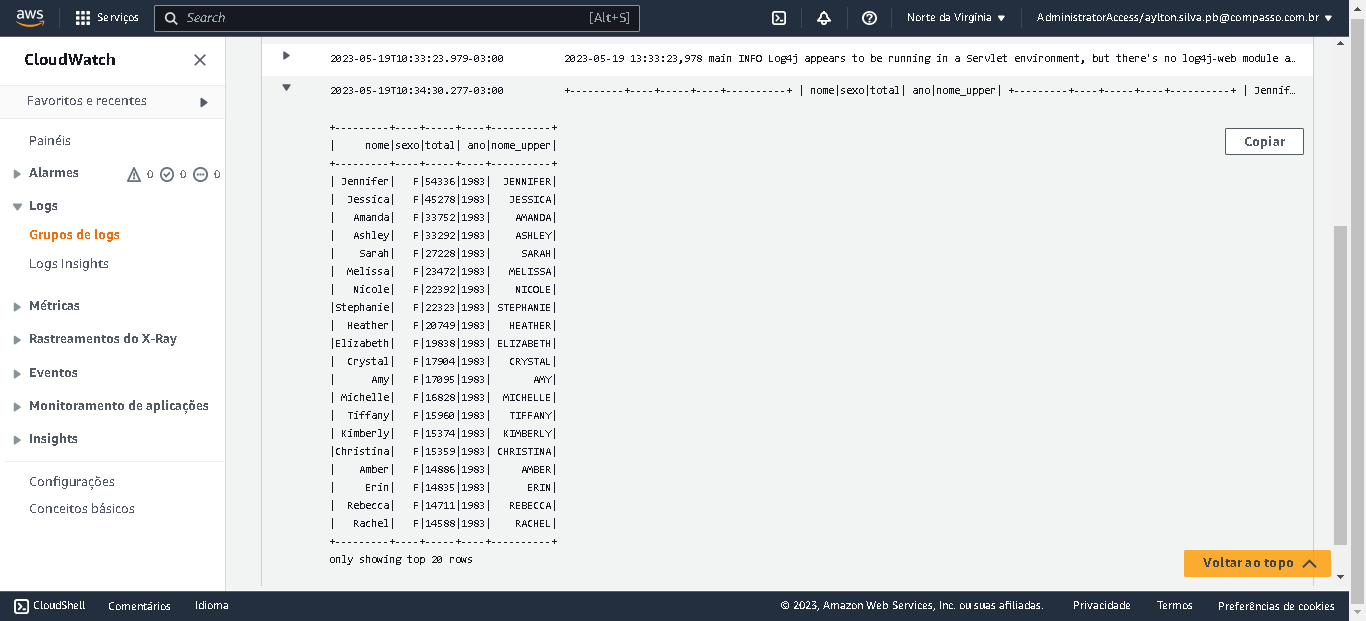 aws
Serviços
Search
[Alt+S]
Norte da Virgínia
AdministratorAccess/aylton.silva.pb@compasso.com.br
CloudWatch
Favoritos e recentes
Painéis
Alarmes 0 0 0
Logs
Grupos de logs
Logs Insights
Métricas
Rastreamentos do X-Ray
Eventos
Monitoramento de aplicações
Insights
Configurações
Conceitos básicos
2023-05-19T10:33:23.979-03:00 2023-05-19 13:33:23,978 main INFO Log4j appears to be running in a Servlet environment, but there's no log4j-web module a…
2023-05-19T10:34:30.277-03:00 +---------+----+-----+----+----------+ | nome|sexo|total| ano|nome_upper| +---------+----+-----+----+----------+ | Jennif…
Copiar
+---------+----+-----+----+----------+
|     nome|sexo|total| ano|nome_upper|
+---------+----+-----+----+----------+
| Jennifer|   F|54336|1983|  JENNIFER|
|  Jessica|   F|45278|1983|   JESSICA|
|   Amanda|   F|33752|1983|    AMANDA|
|   Ashley|   F|33292|1983|    ASHLEY|
|    Sarah|   F|27228|1983|     SARAH|
|  Melissa|   F|23472|1983|   MELISSA|
|   Nicole|   F|22392|1983|    NICOLE|
|Stephanie|   F|22323|1983| STEPHANIE|
|  Heather|   F|20749|1983|   HEATHER|
|Elizabeth|   F|19838|1983| ELIZABETH|
|  Crystal|   F|17904|1983|   CRYSTAL|
|      Amy|   F|17095|1983|       AMY|
| Michelle|   F|16828|1983|  MICHELLE|
|  Tiffany|   F|15960|1983|   TIFFANY|
| Kimberly|   F|15374|1983|  KIMBERLY|
|Christina|   F|15359|1983| CHRISTINA|
|    Amber|   F|14886|1983|     AMBER|
|     Erin|   F|14835|1983|      ERIN|
|  Rebecca|   F|14711|1983|   REBECCA|
|   Rachel|   F|14588|1983|    RACHEL|
+---------+----+-----+----+----------+
only showing top 20 rows
Voltar ao topo
CloudShell
Comentários
Idioma
© 2023, Amazon Web Services, Inc. ou suas afiliadas.
Privacidade
Termos
Preferências de cookies